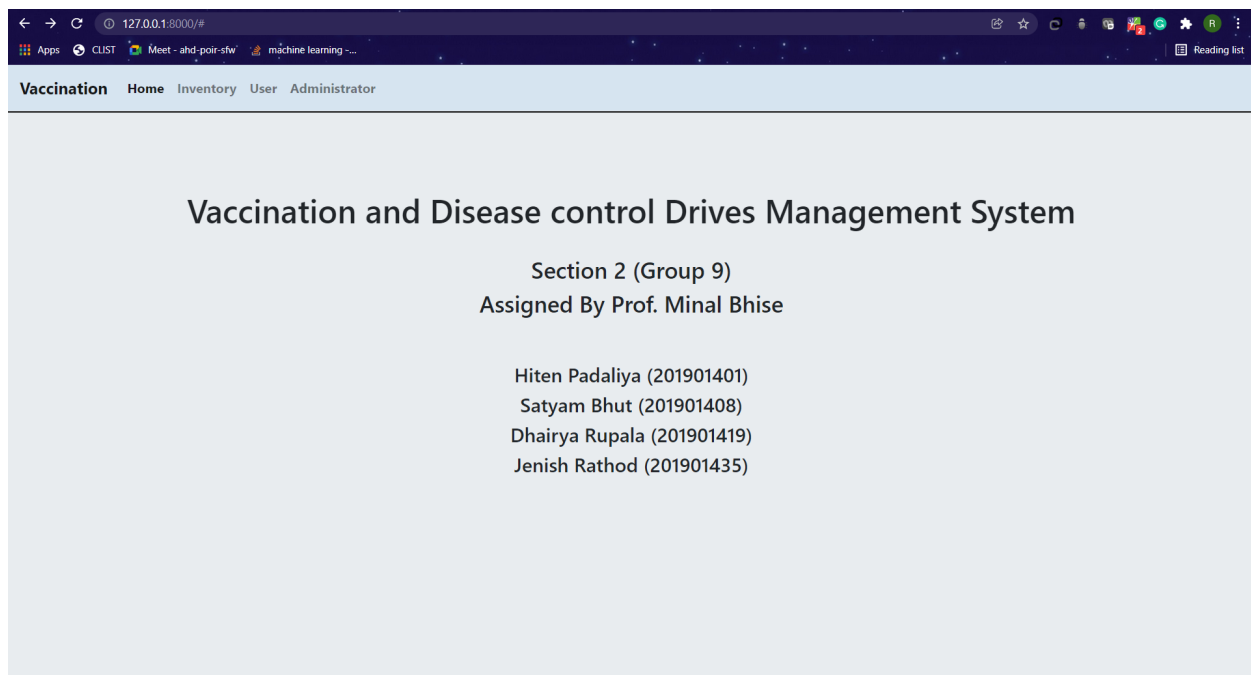 127.0.0.1:8000/#
Apps CLIST Meet - ahd-poir-sfw machine learning -... Reading list
Vaccination Home Inventory User Administrator
Vaccination and Disease control Drives Management System
Section 2 (Group 9)
Assigned By Prof. Minal Bhise
Hiten Padaliya (201901401)
Satyam Bhut (201901408)
Dhairya Rupala (201901419)
Jenish Rathod (201901435)